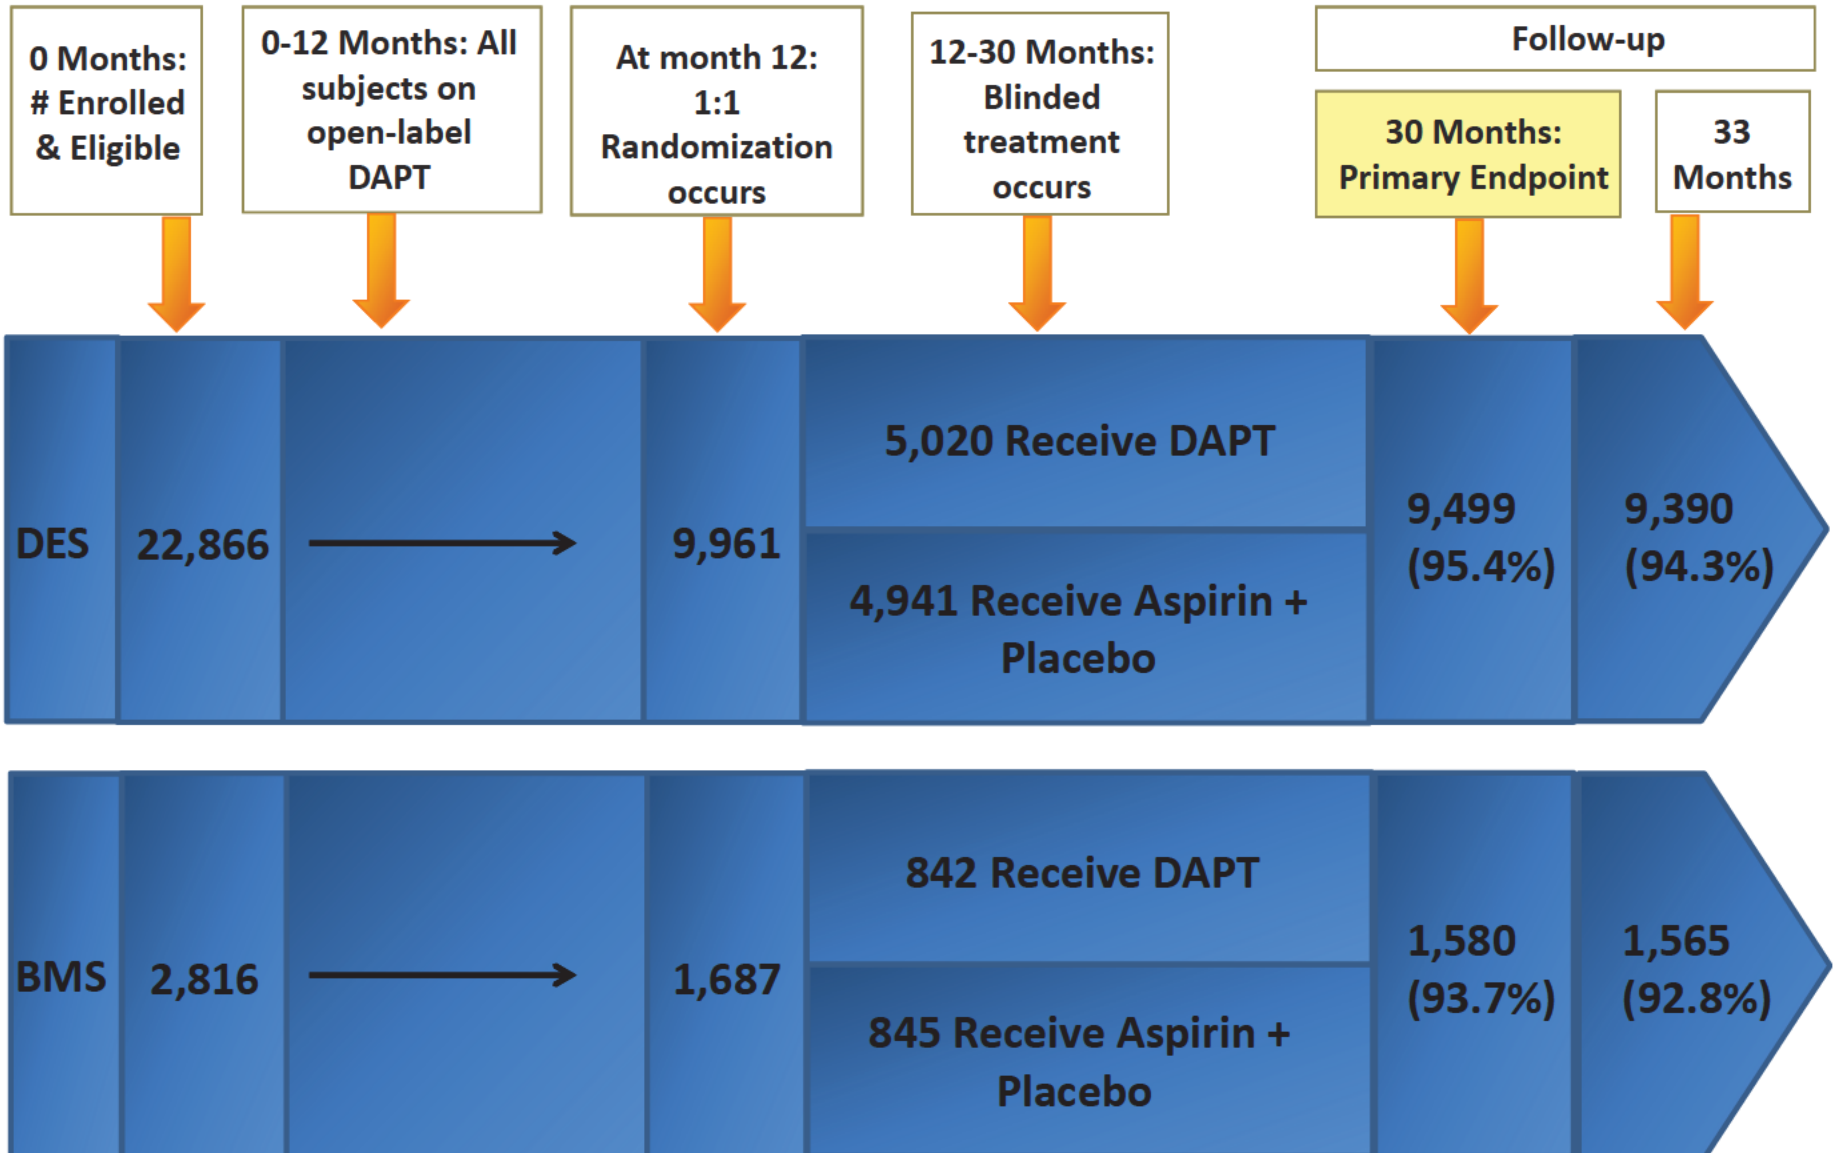 0 Months:
# Enrolled
& Eligible
0-12 Months: All
subjects on
open-label
DAPT
At month 12:
1:1
Randomization
occurs
12-30 Months:
Blinded
treatment
occurs
Follow-up
30 Months:
Primary Endpoint
33
Months
DES
22,866
9,961
5,020 Receive DAPT
4,941 Receive Aspirin +
Placebo
9,499
(95.4%)
9,390
(94.3%)
BMS
2,816
1,687
842 Receive DAPT
845 Receive Aspirin +
Placebo
1,580
(93.7%)
1,565
(92.8%)